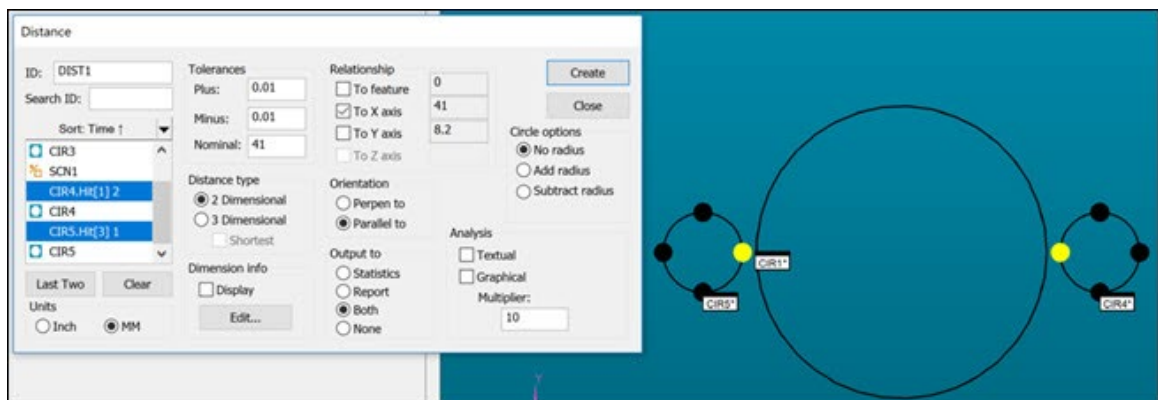 Distance
ID: DIST1
Search ID:
Sort: Time ↑
CIR3
SCN1
CIR4.Hit[1] 2
CIR4
CIR5.Hit[3] 1
CIR5
Last Two Clear
Units
Inch MM
Tolerances
Plus: 0.01
Minus: 0.01
Nominal: 41
Distance type
2 Dimensional
3 Dimensional
Shortest
Dimension info
Display
Edit...
Relationship
To feature 0
To X axis 41
To Y axis 8.2
To Z axis
Orientation
Perpen to
Parallel to
Output to
Statistics
Report
Both
None
Create
Close
Circle options
No radius
Add radius
Subtract radius
Analysis
Textual
Graphical
Multiplier:
10
CIR1*
CIR5*
CIR4*
Y